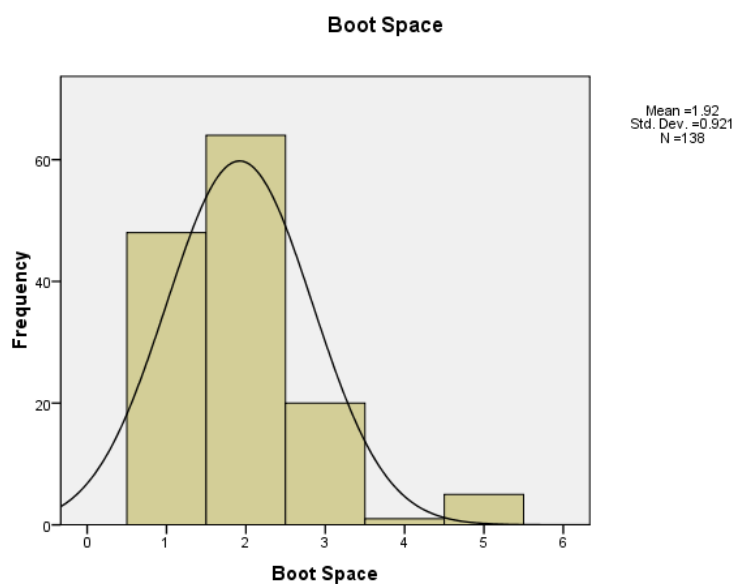 Boot Space
Mean =1.92
Std. Dev. =0.921
N =138
60
40
20
0
Frequency
0 1 2 3 4 5 6
Boot Space